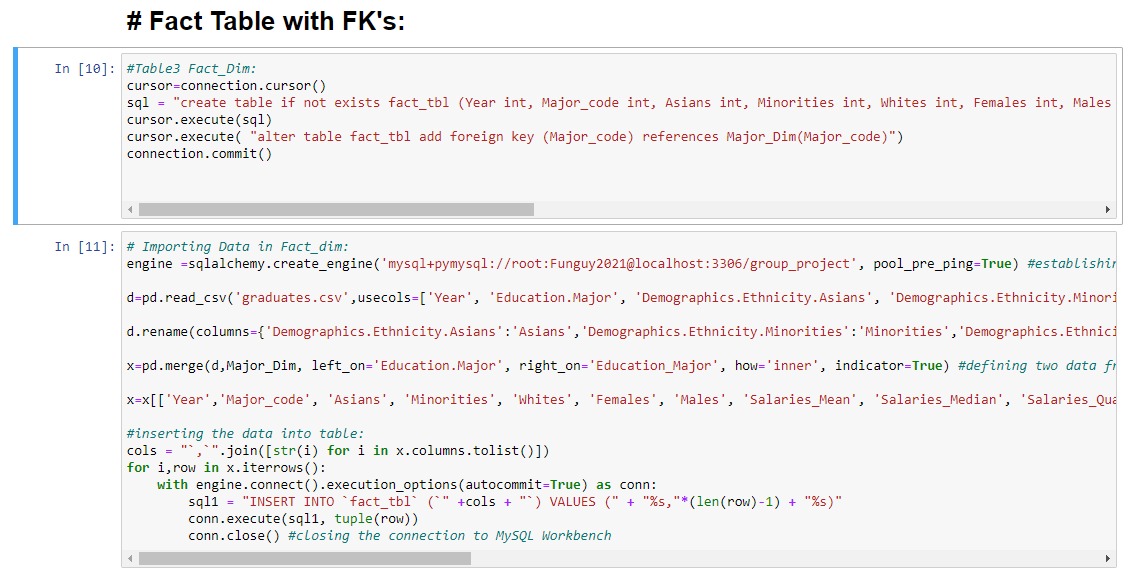 # Fact Table with FK's:
In [10]: #Table3 Fact_Dim:
cursor=connection.cursor()
sql = "create table if not exists fact_tbl (Year int, Major_code int, Asians int, Minorities int, Whites int, Females int, Males
cursor.execute(sql)
cursor.execute( "alter table fact_tbl add foreign key (Major_code) references Major_Dim(Major_code)")
connection.commit()
In [11]: # Importing Data in Fact_dim:
engine =sqlalchemy.create_engine('mysql+pymysql://root:Funguy2021@localhost:3306/group_project', pool_pre_ping=True) #establishin
d=pd.read_csv('graduates.csv',usecols=['Year', 'Education.Major', 'Demographics.Ethnicity.Asians', 'Demographics.Ethnicity.Minori
d.rename(columns={'Demographics.Ethnicity.Asians':'Asians','Demographics.Ethnicity.Minorities':'Minorities','Demographics.Ethnici
x=pd.merge(d,Major_Dim, left_on='Education.Major', right_on='Education_Major', how='inner', indicator=True) #defining two data fr
x=x[['Year','Major_code', 'Asians', 'Minorities', 'Whites', 'Females', 'Males', 'Salaries_Mean', 'Salaries_Median', 'Salaries_Qua
#inserting the data into table:
cols = "`,`".join([str(i) for i in x.columns.tolist()])
for i,row in x.iterrows():
with engine.connect().execution_options(autocommit=True) as conn:
sql1 = "INSERT INTO `fact_tbl` (`" +cols + "`) VALUES (" + "%s,"*(len(row)-1) + "%s)"
conn.execute(sql1, tuple(row))
conn.close() #closing the connection to MySQL Workbench